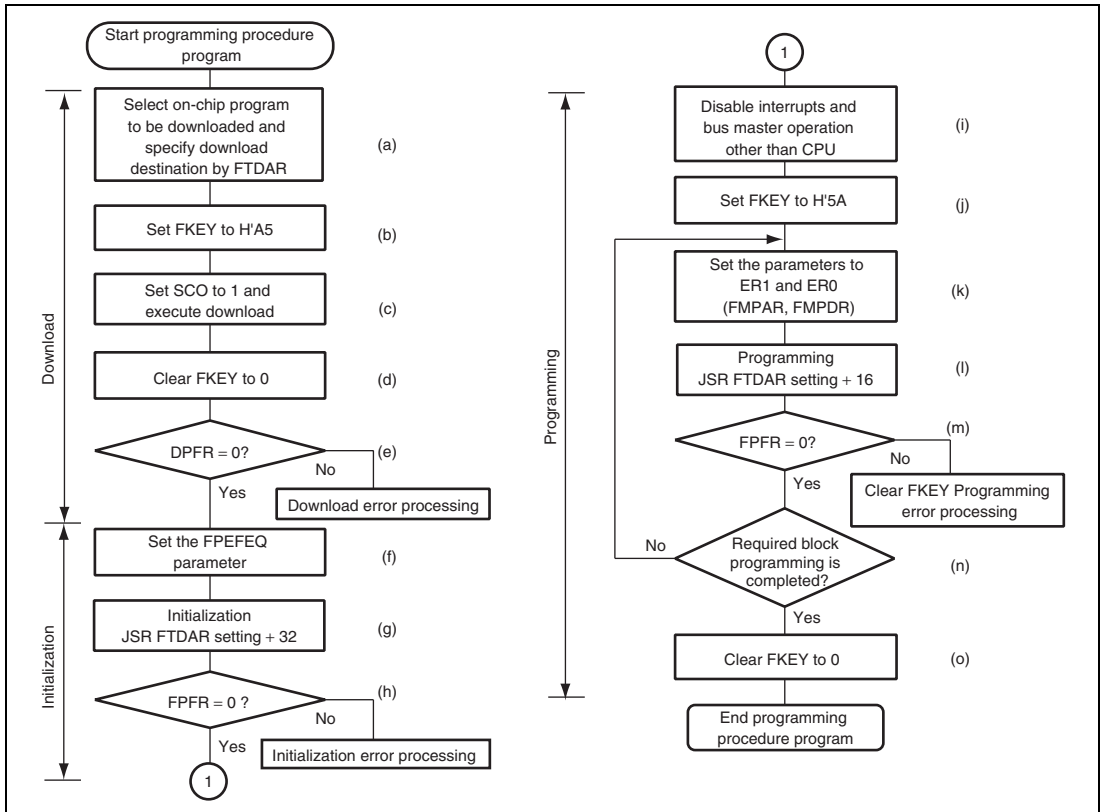 Start programming procedure
program
Download
Select on-chip program
to be downloaded and
specify download
destination by FTDAR
(a)
Set FKEY to H'A5
(b)
Set SCO to 1 and
execute download
(c)
Clear FKEY to 0
(d)
DPFR = 0?
(e)
No
Yes
Download error processing
Initialization
Set the FPEFEQ
parameter
(f)
Initialization
JSR FTDAR setting + 32
(g)
FPFR = 0 ?
(h)
No
Yes
Initialization error processing
1
1
Programming
Disable interrupts and
bus master operation
other than CPU
(i)
Set FKEY to H'5A
(j)
Set the parameters to
ER1 and ER0
(FMPAR, FMPDR)
(k)
Programming
JSR FTDAR setting + 16
(l)
FPFR = 0?
(m)
No
Yes
Clear FKEY Programming
error processing
No
Required block
programming is
completed?
(n)
Yes
Clear FKEY to 0
(o)
End programming
procedure program